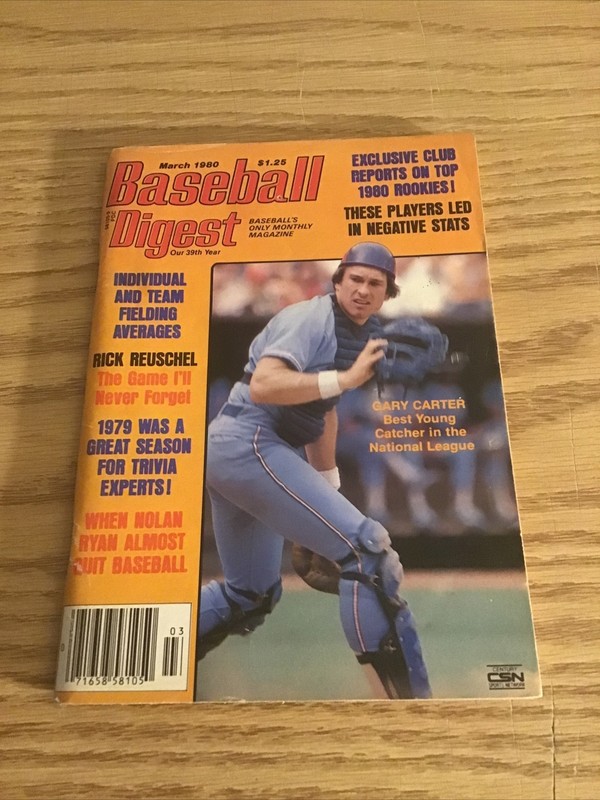 March 1980 $1.25
Baseball
Digest
BASEBALL'S
ONLY MONTHLY
MAGAZINE
Our 39th Year
EXCLUSIVE CLUB
REPORTS ON TOP
1980 ROOKIES!
THESE PLAYERS LED
IN NEGATIVE STATS
INDIVIDUAL
AND TEAM
FIELDING
AVERAGES
RICK REUSCHEL
The Game I'll
Never Forget
1979 WAS A
GREAT SEASON
FOR TRIVIA
EXPERTS!
WHEN NOLAN
RYAN ALMOST
QUIT BASEBALL
GARY CARTER
Best Young
Catcher in the
National League
03
71658 58105
CENTURY
CSN
SPORTS NETWORK